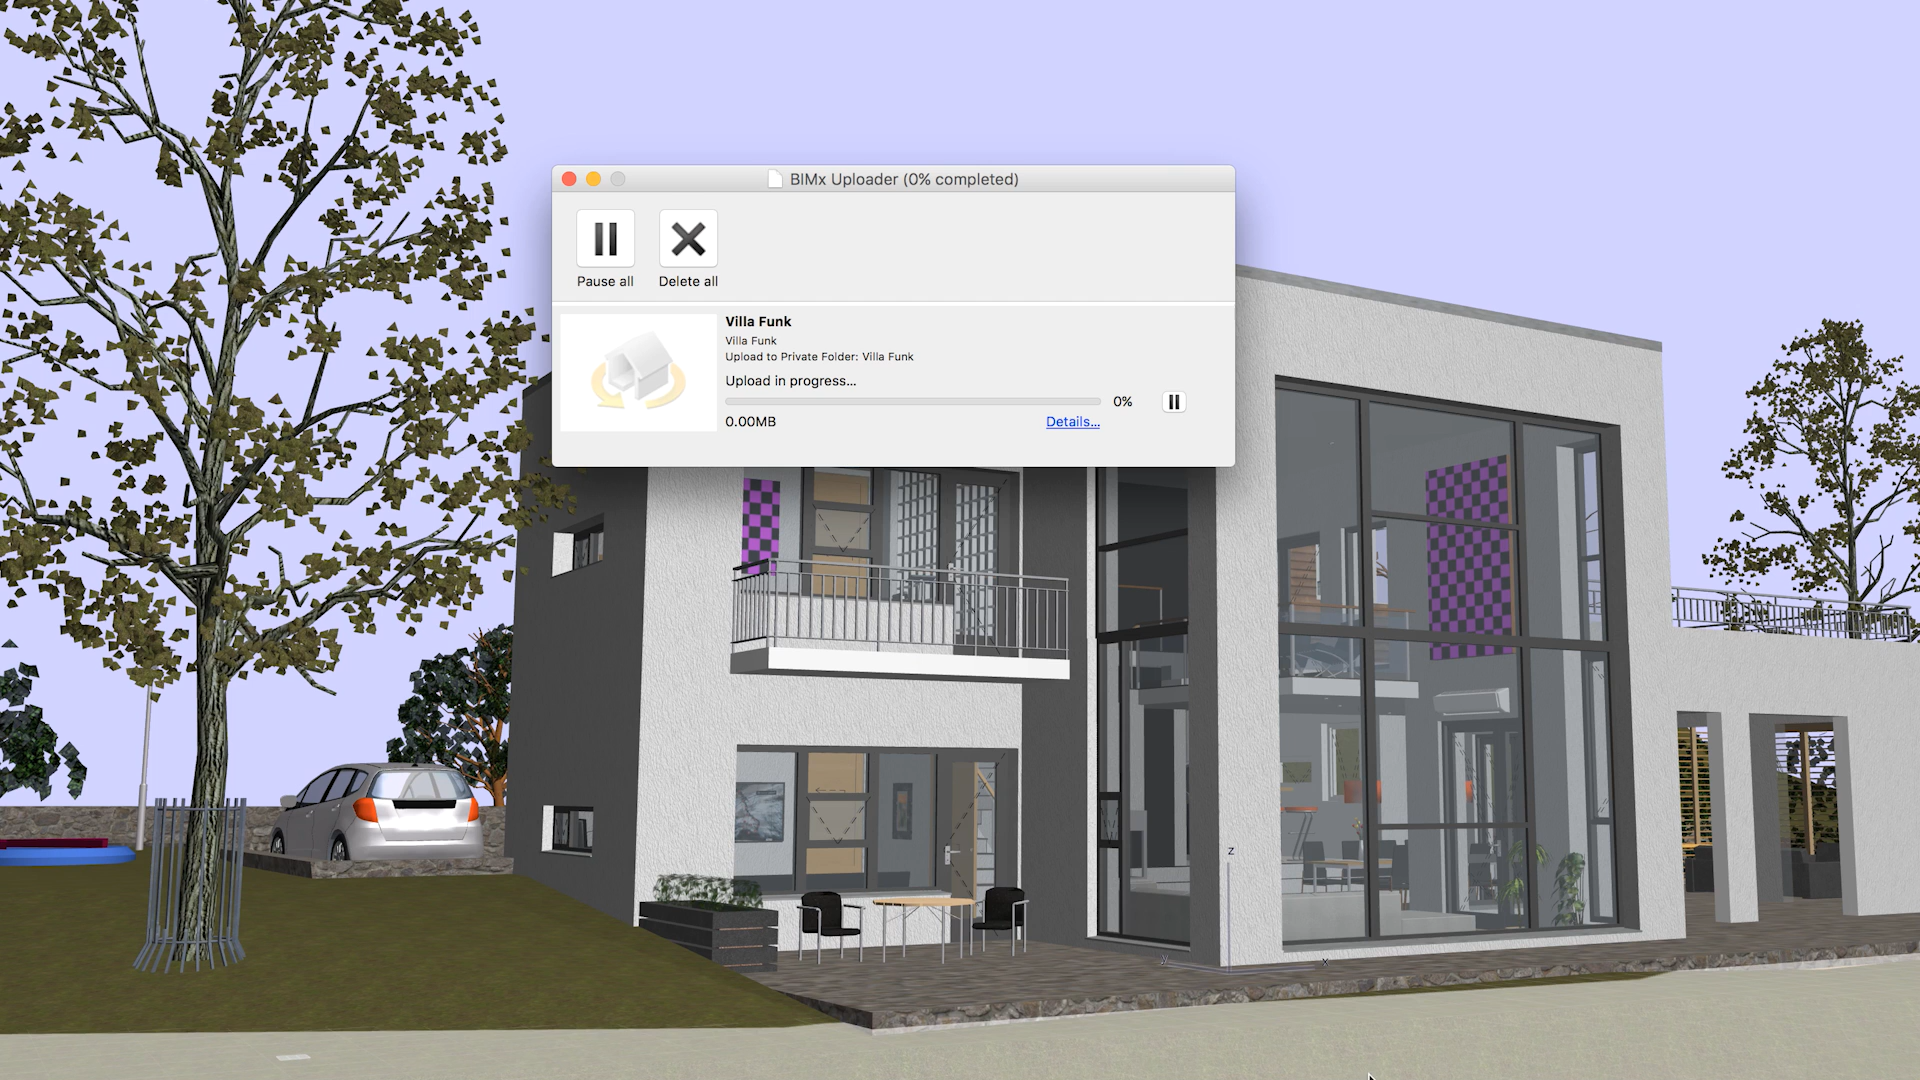 BIMx Uploader (0% completed)
Pause all
Delete all
Villa Funk
Villa Funk
Upload to Private Folder: Villa Funk
Upload in progress...
0%
0.00MB
Details...
z
y
x